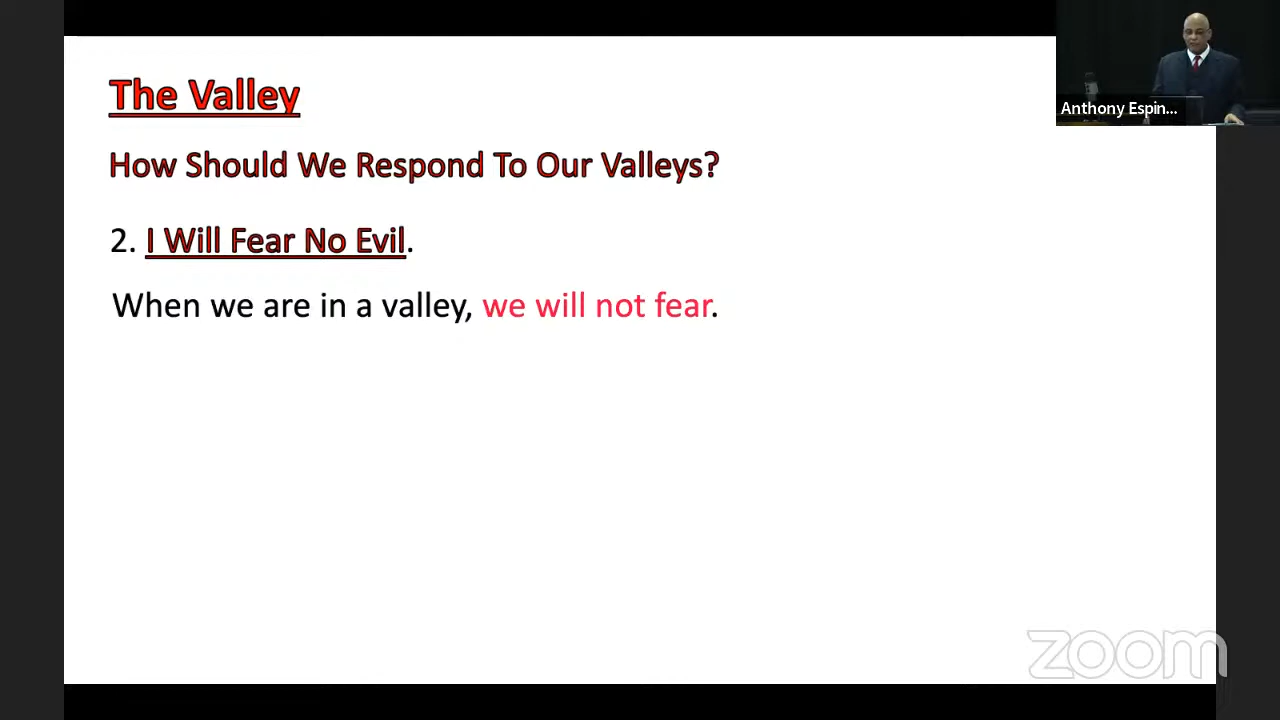 The Valley
How Should We Respond To Our Valleys?
2. I Will Fear No Evil.
When we are in a valley, we will not fear.
Anthony Espin...
zoom